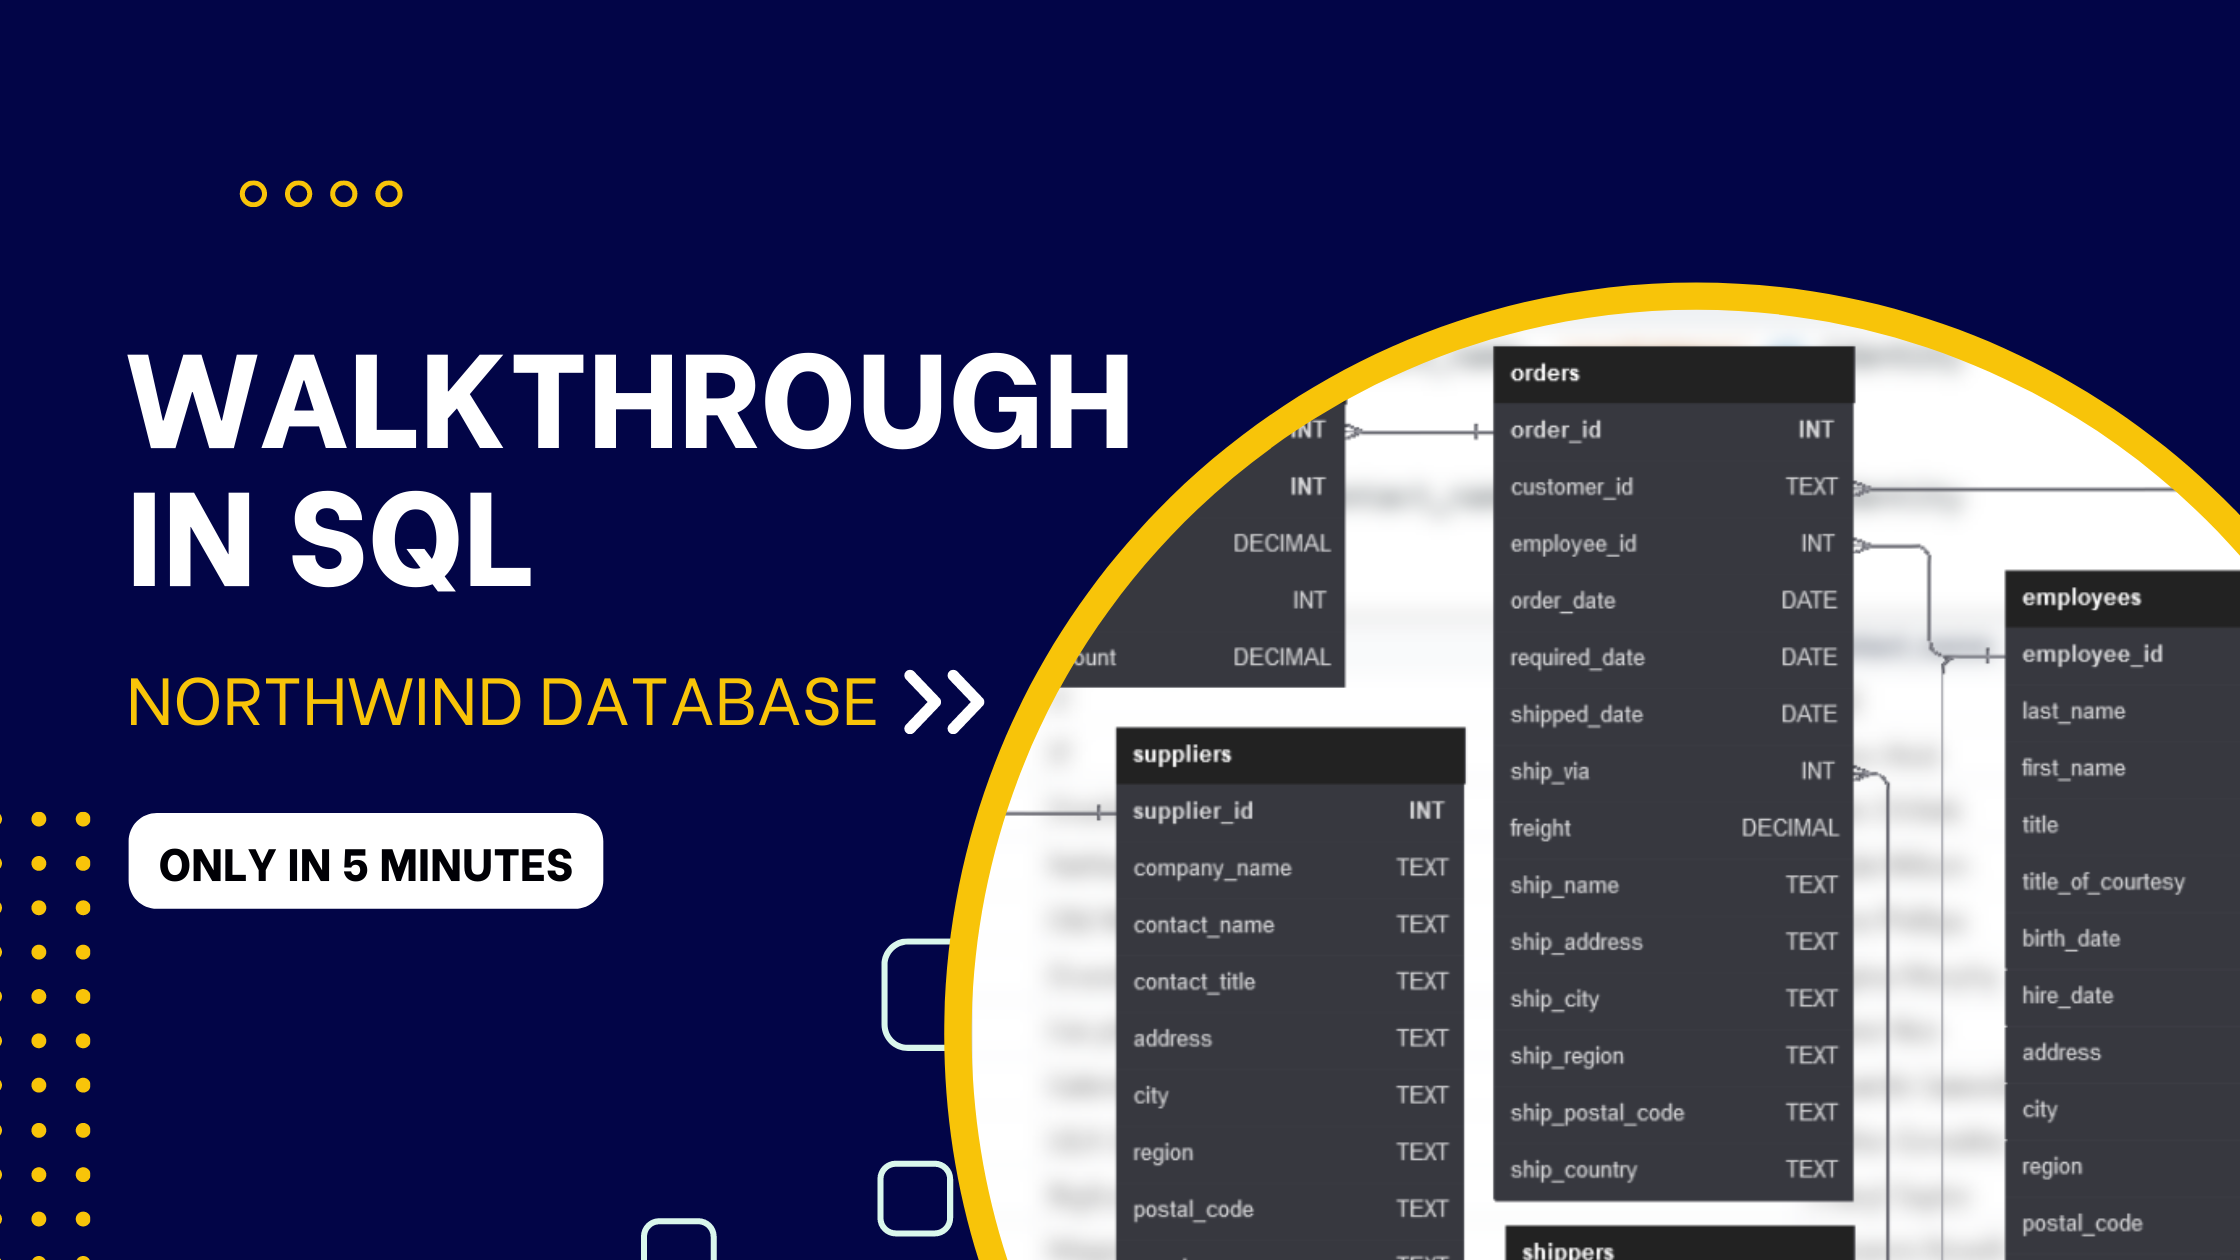 WALKTHROUGH
IN SQL
NORTHWIND DATABASE
ONLY IN 5 MINUTES
INT
INT
DECIMAL
INT
ount DECIMAL
suppliers
supplier_id INT
company_name TEXT
contact_name TEXT
contact_title TEXT
address TEXT
city TEXT
region TEXT
postal_code TEXT
TEXT
orders
order_id INT
customer_id TEXT
employee_id INT
order_date DATE
required_date DATE
shipped_date DATE
ship_via INT
freight DECIMAL
ship_name TEXT
ship_address TEXT
ship_city TEXT
ship_region TEXT
ship_postal_code TEXT
ship_country TEXT
shippers
employees
employee_id
last_name
first_name
title
title_of_courtesy
birth_date
hire_date
address
city
region
postal_code